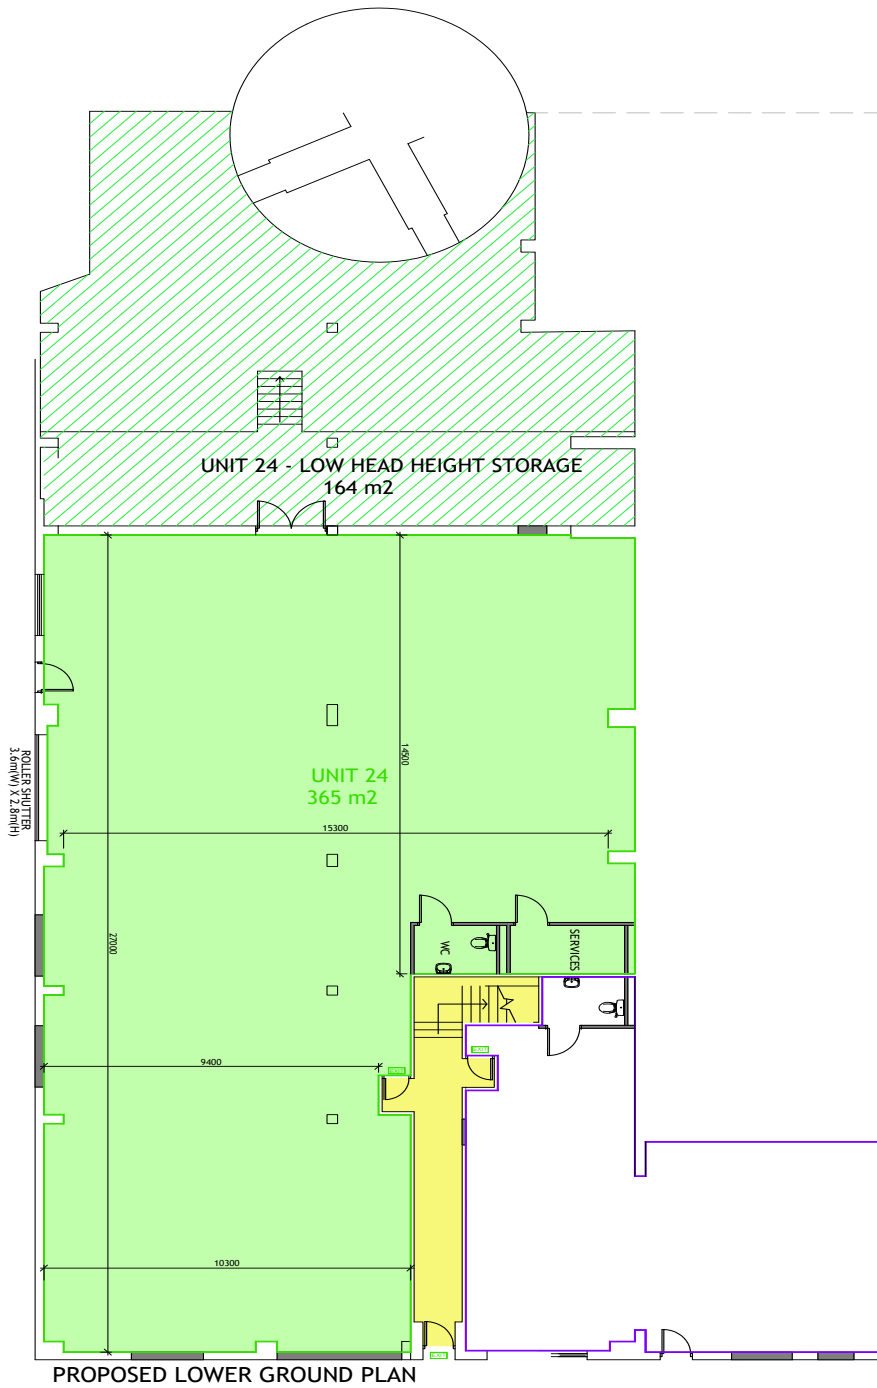 UNIT 24 - LOW HEAD HEIGHT STORAGE
164 m2
14500
UNIT 24
365 m2
ROLLER SHUTTER
3.6m(W) X 2.8m(H)
15300
27000
WC
SERVICES
9400
10300
PROPOSED LOWER GROUND PLAN